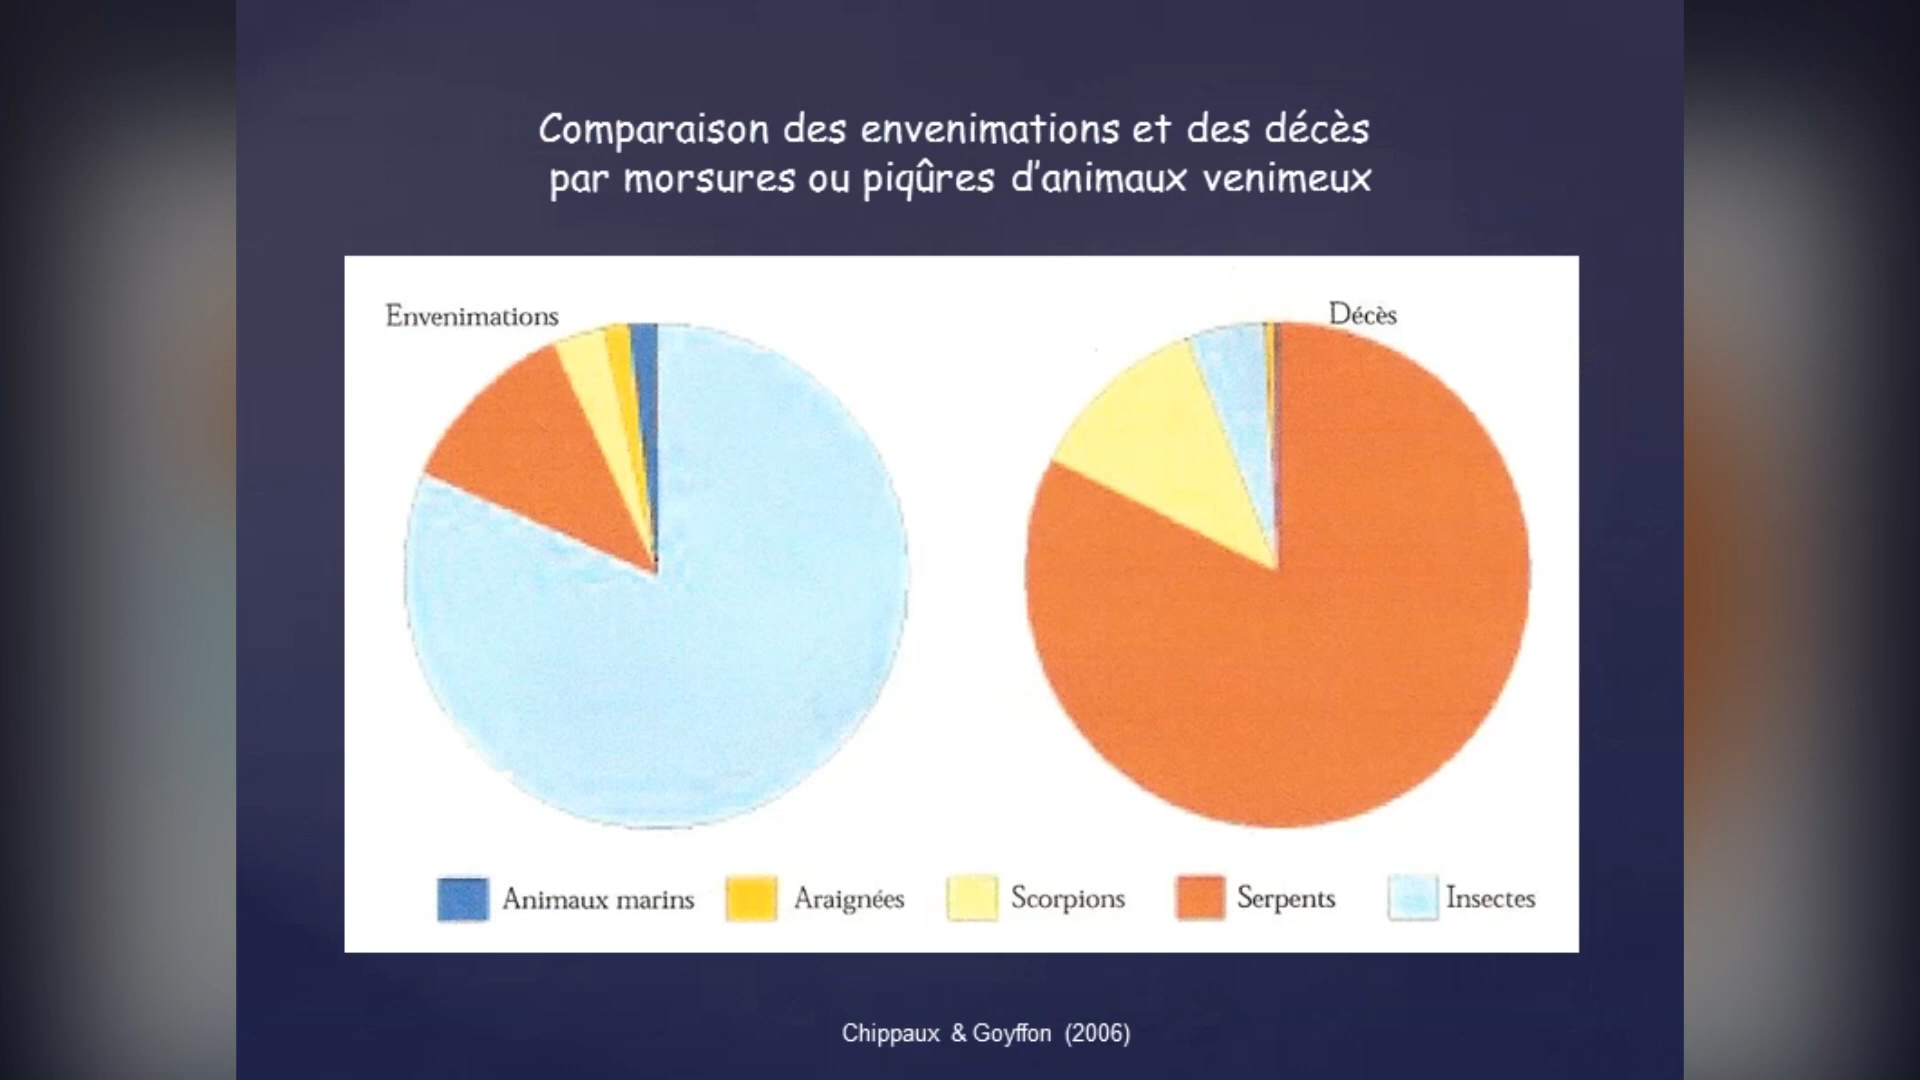 Comparaison des envenimations et des décès
par morsures ou piqûres d'animaux venimeux
Envenimations
Décès
Animaux marins
Araignées
Scorpions
Serpents
Insectes
Chippaux & Goyffon (2006)